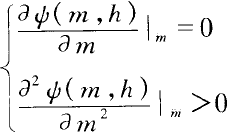 ∂ψ(m,h)/∂m |ₘ = 0
∂²ψ(m,h)/∂m² |ₘ > 0